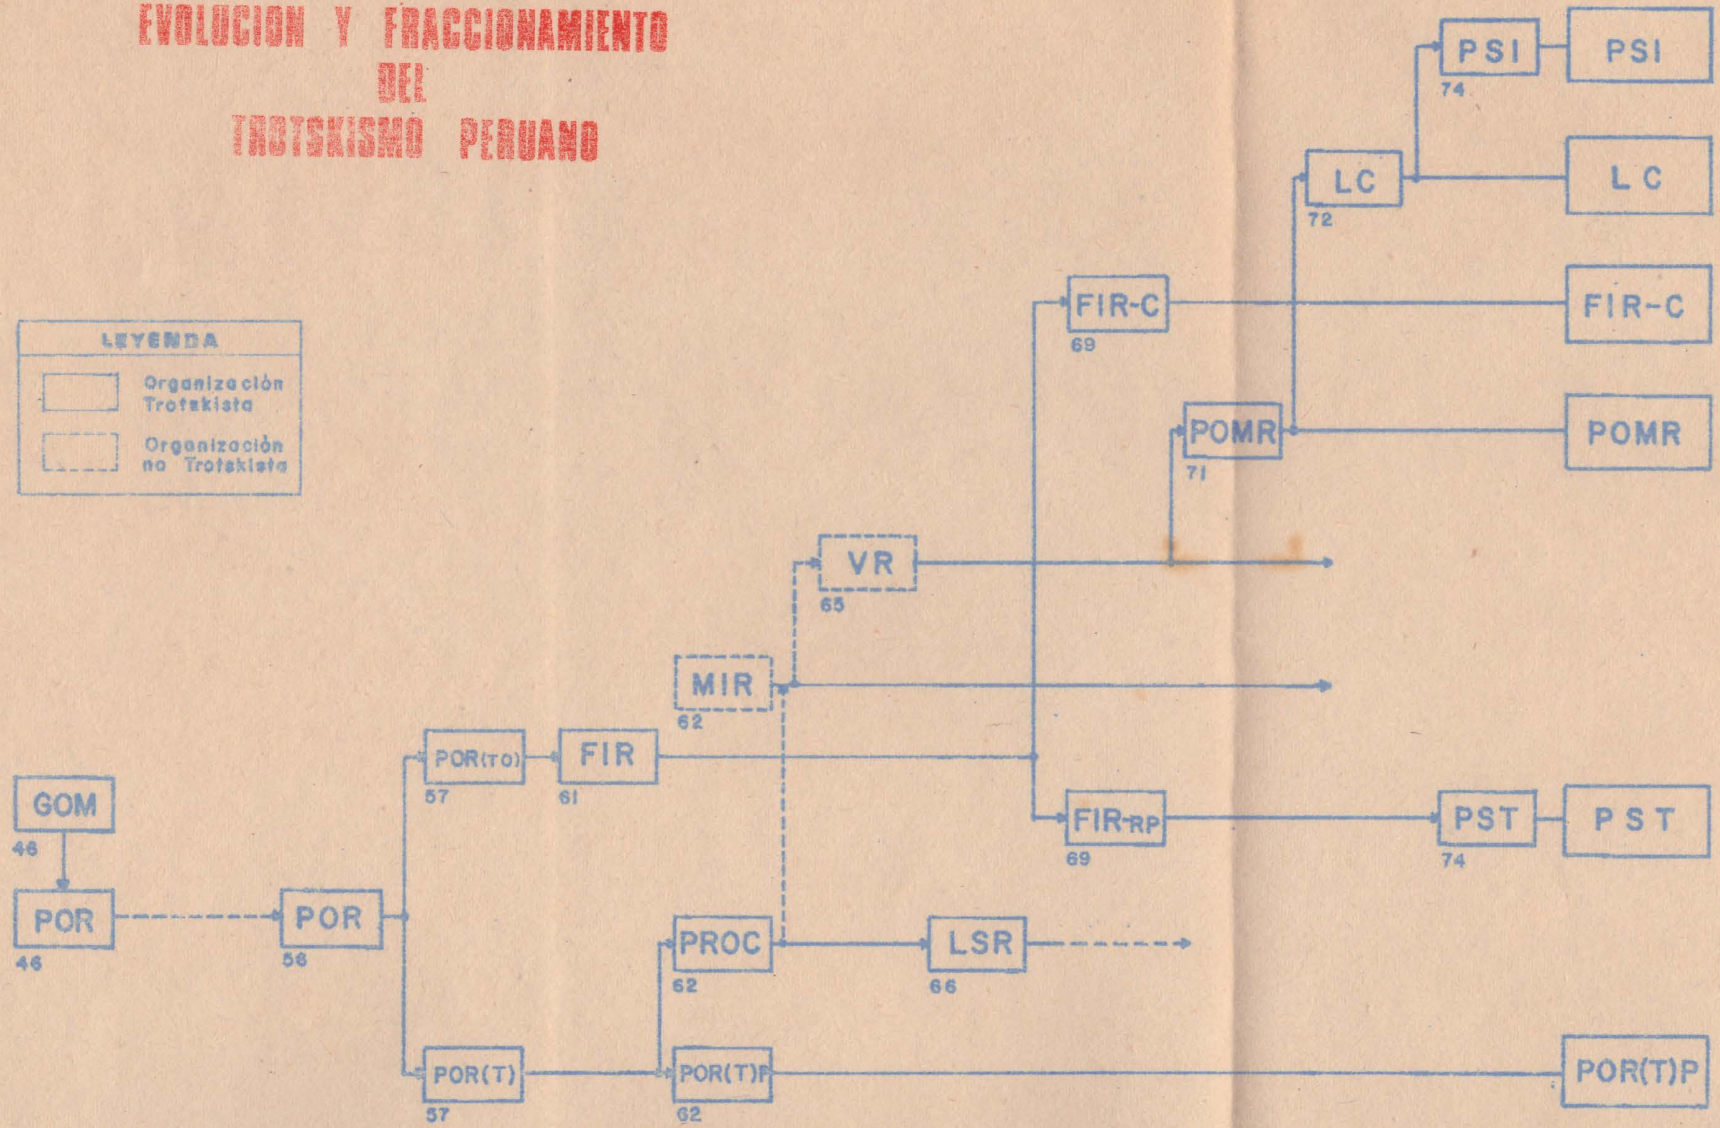 EVOLUCION Y FRACCIONAMIENTO
DEL
TROTSKISMO PERUANO
LEYENDA
Organización
Trotskista
Organización
no Trotskista
PSI
74
PSI
LC
72
LC
FIR-C
69
FIR-C
POMR
71
POMR
VR
65
MIR
62
POR(TO)
57
FIR
61
GOM
46
POR
46
POR
56
FIR-RP
69
PST
74
PST
PROC
62
LSR
66
POR(T)
57
POR(T)P
62
POR(T)P